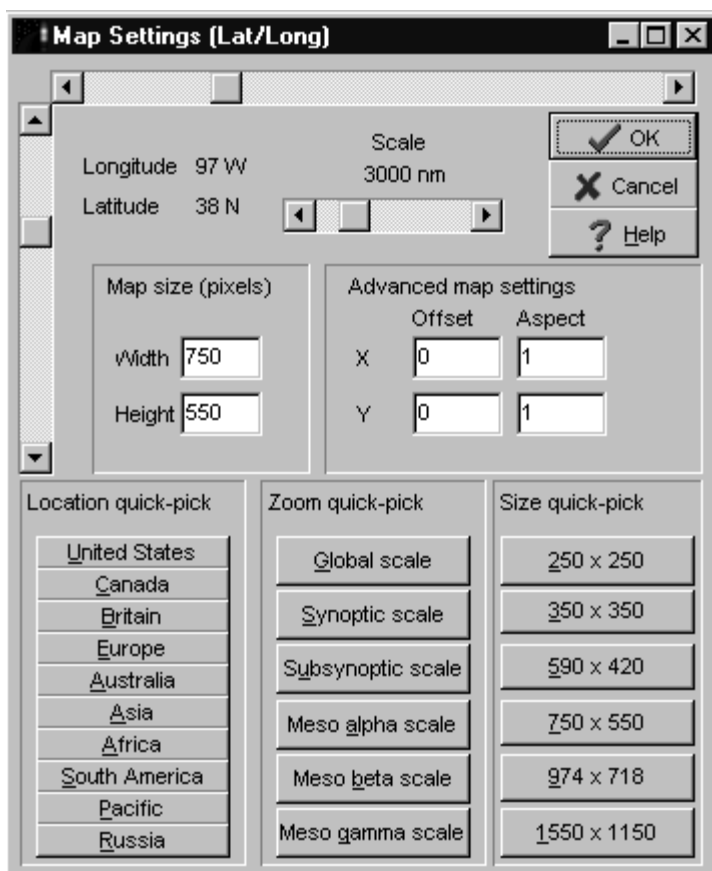 Map Settings (Lat/Long)
Longitude 97 W
Latitude 38 N
Scale
3000 nm
OK
Cancel
Help
Map size (pixels)
Width 750
Height 550
Advanced map settings
Offset Aspect
X 0 1
Y 0 1
Location quick-pick
United States
Canada
Britain
Europe
Australia
Asia
Africa
South America
Pacific
Russia
Zoom quick-pick
Global scale
Synoptic scale
Subsynoptic scale
Meso alpha scale
Meso beta scale
Meso gamma scale
Size quick-pick
250 x 250
350 x 350
590 x 420
750 x 550
974 x 718
1550 x 1150